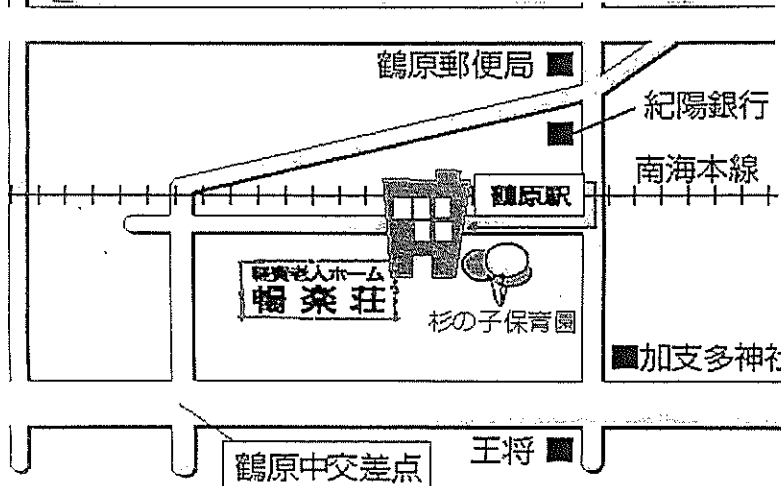 鶴原郵便局
紀陽銀行
南海本線
鶴原駅
軽費老人ホーム
暢楽荘
杉の子保育園
加支多神社
鶴原中交差点
王将